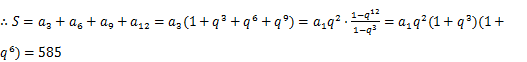 ∴ S = a₃ + a₆ + a₉ + a₁₂ = a₃(1 + q³ + q⁶ + q⁹) = a₁q² · \frac{1-q¹²}{1-q³} = a₁q²(1 + q³)(1 +
q⁶) = 585